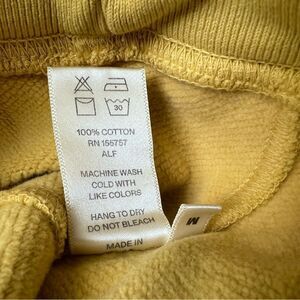 30
100% COTTON
RN 155757
ALF
MACHINE WASH
COLD WITH
LIKE COLORS
HANG TO DRY
DO NOT BLEACH
MADE IN
M